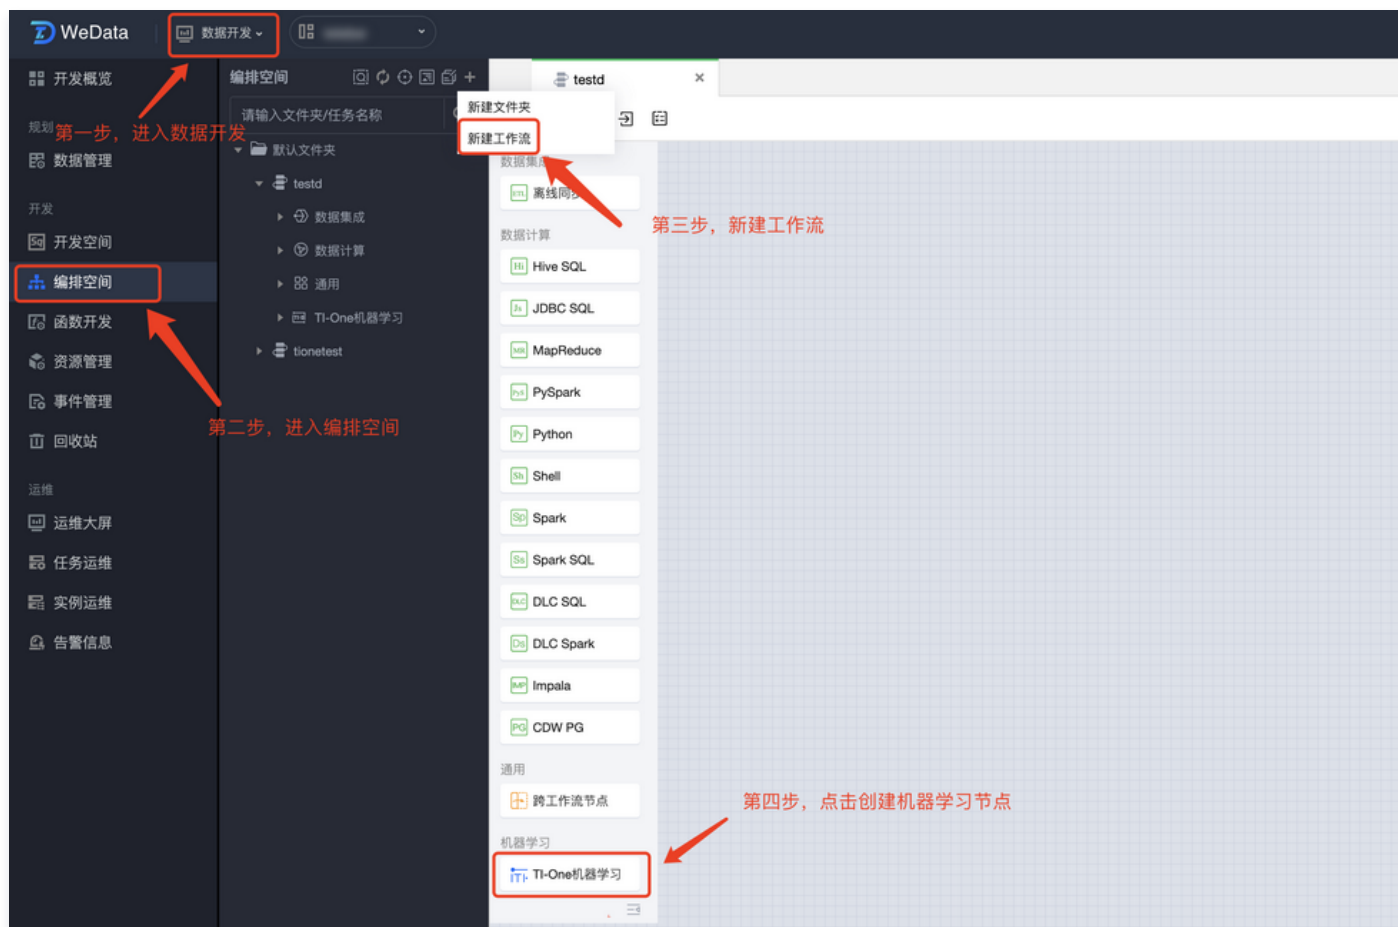 WeData
数据开发
开发概览
规划
数据管理
开发
开发空间
编排空间
函数开发
资源管理
事件管理
回收站
运维
运维大屏
任务运维
实例运维
告警信息
第一步，进入数据开发
第二步，进入编排空间
编排空间
请输入文件夹/任务名称
默认文件夹
testd
数据集成
数据计算
通用
TI-One机器学习
tionetest
testd
新建文件夹
新建工作流
第三步，新建工作流
数据集
离线同
数据计算
Hive SQL
JDBC SQL
MapReduce
PySpark
Python
Shell
Spark
Spark SQL
DLC SQL
DLC Spark
Impala
CDW PG
通用
跨工作流节点
机器学习
TI-One机器学习
第四步，点击创建机器学习节点